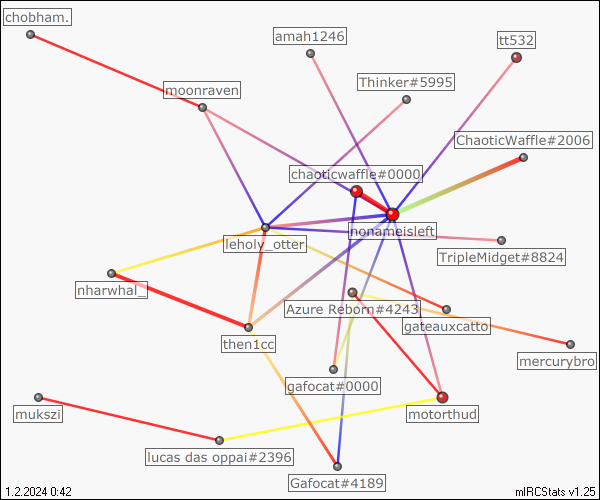 chobham.
amah1246
tt532
moonraven
Thinker#5995
ChaoticWaffle#2006
chaoticwaffle#0000
nonameisleft
leholy_otter
TripleMidget#8824
nharwhal_
Azure Reborn#4243
gateauxcatto
then1cc
mercurybro
gafocat#0000
mukszi
motorthud
lucas das oppai#2396
Gafocat#4189
1.2.2024 0:42
mIRCStats v1.25